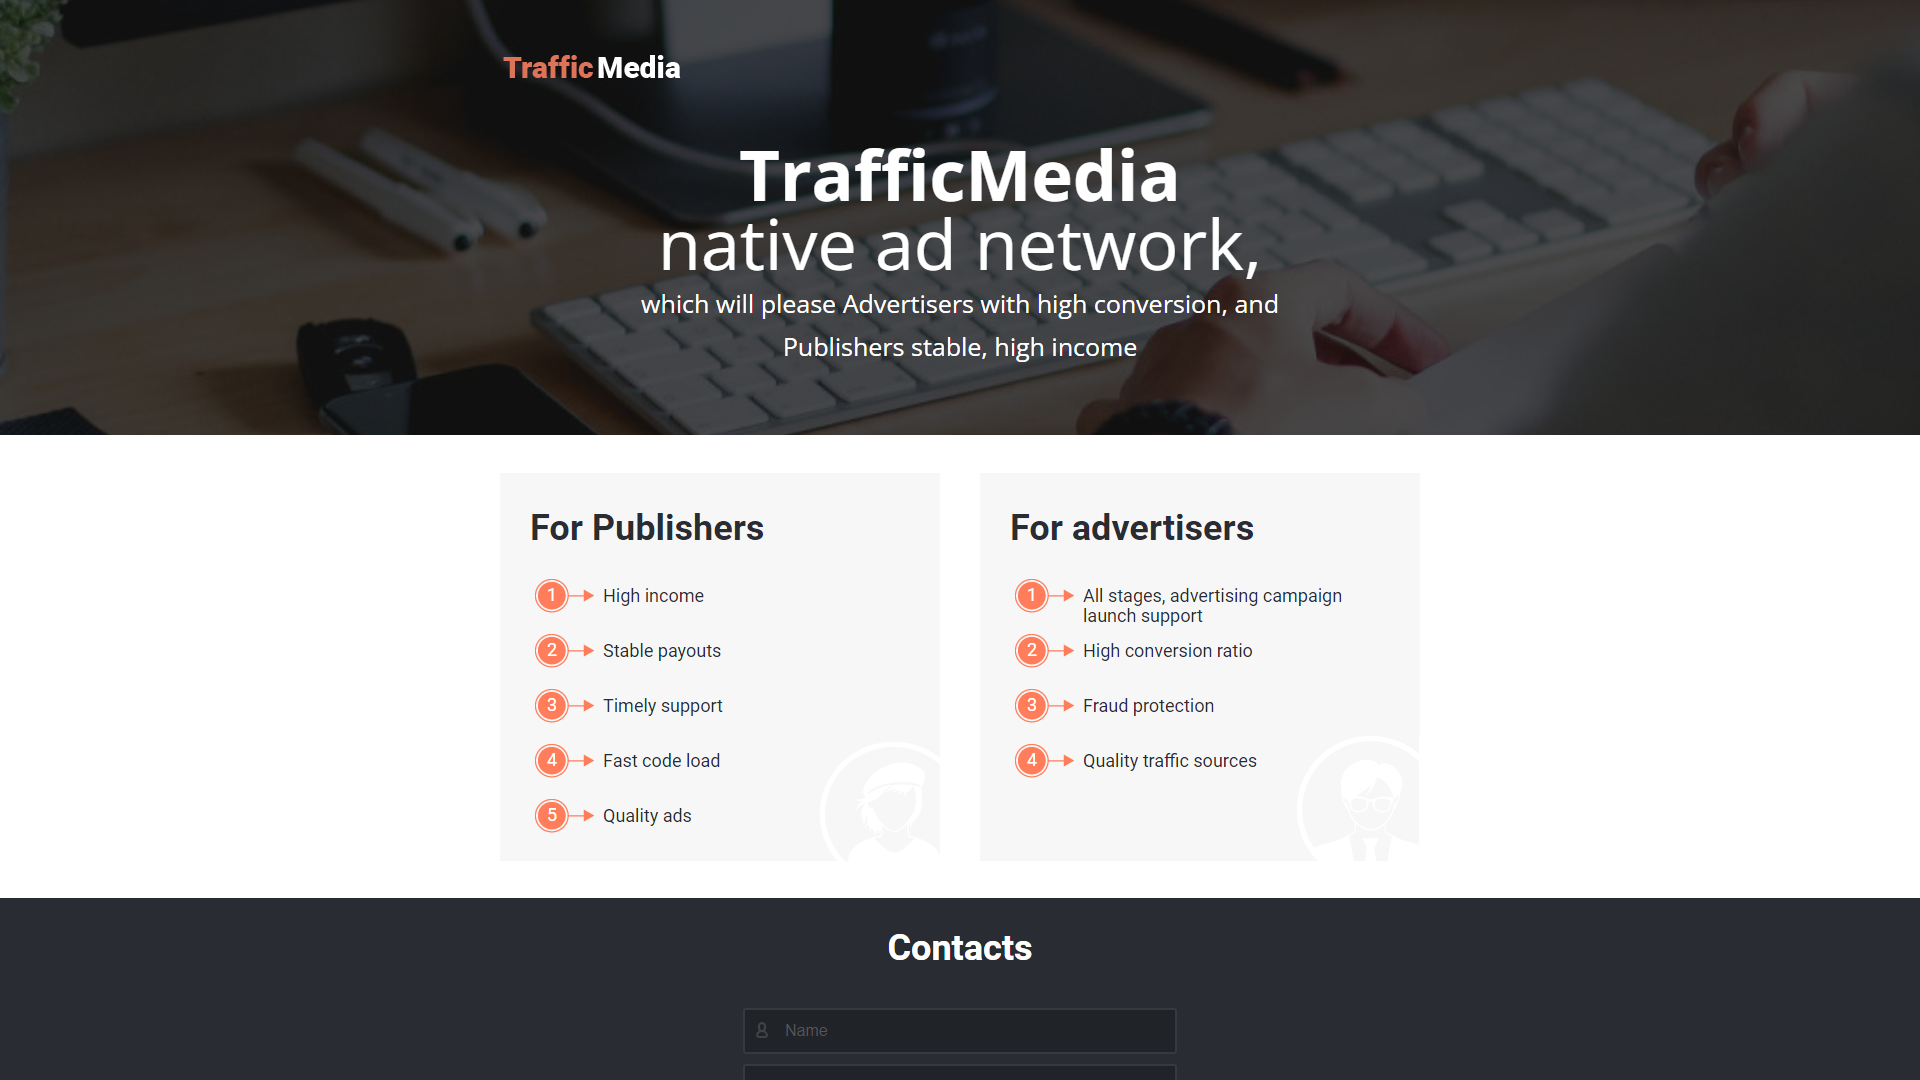 Traffic Media
TrafficMedia
native ad network,
which will please Advertisers with high conversion, and
Publishers stable, high income
For Publishers
1 High income
2 Stable payouts
3 Timely support
4 Fast code load
5 Quality ads
For advertisers
1 All stages, advertising campaign
launch support
2 High conversion ratio
3 Fraud protection
4 Quality traffic sources
Contacts
Name